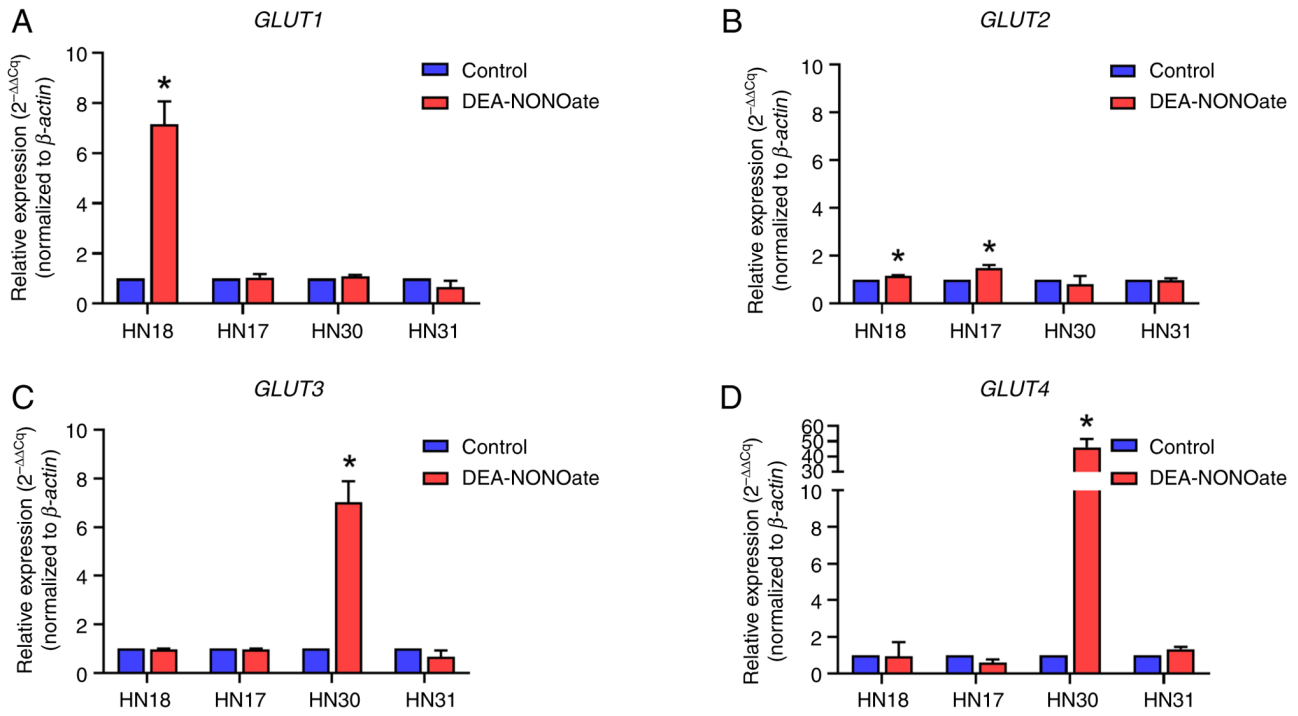 A
GLUT1
Relative expression (2−ΔΔCq)
(normalized to β-actin)
10
8
6
4
2
0
*
Control
DEA-NONOate
HN18 HN17 HN30 HN31
B
GLUT2
Relative expression (2−ΔΔCq)
(normalized to β-actin)
10
8
6
4
2
0
* *
Control
DEA-NONOate
HN18 HN17 HN30 HN31
C
GLUT3
Relative expression (2−ΔΔCq)
(normalized to β-actin)
10
8
6
4
2
0
*
Control
DEA-NONOate
HN18 HN17 HN30 HN31
D
GLUT4
Relative expression (2−ΔΔCq)
(normalized to β-actin)
60
50
40
30
10
8
6
4
2
0
*
Control
DEA-NONOate
HN18 HN17 HN30 HN31